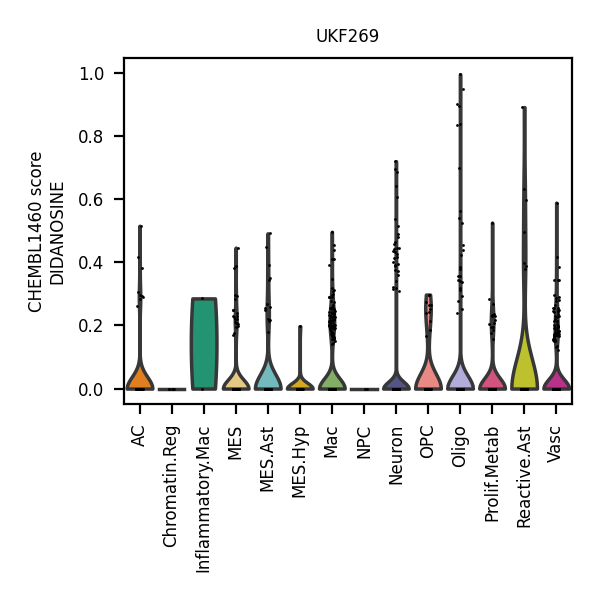 UKF269
CHEMBL1460 score
DIDANOSINE
1.0
0.8
0.6
0.4
0.2
0.0
AC
Chromatin.Reg
Inflammatory.Mac
MES
MES.Ast
MES.Hyp
Mac
NPC
Neuron
OPC
Oligo
Prolif.Metab
Reactive.Ast
Vasc